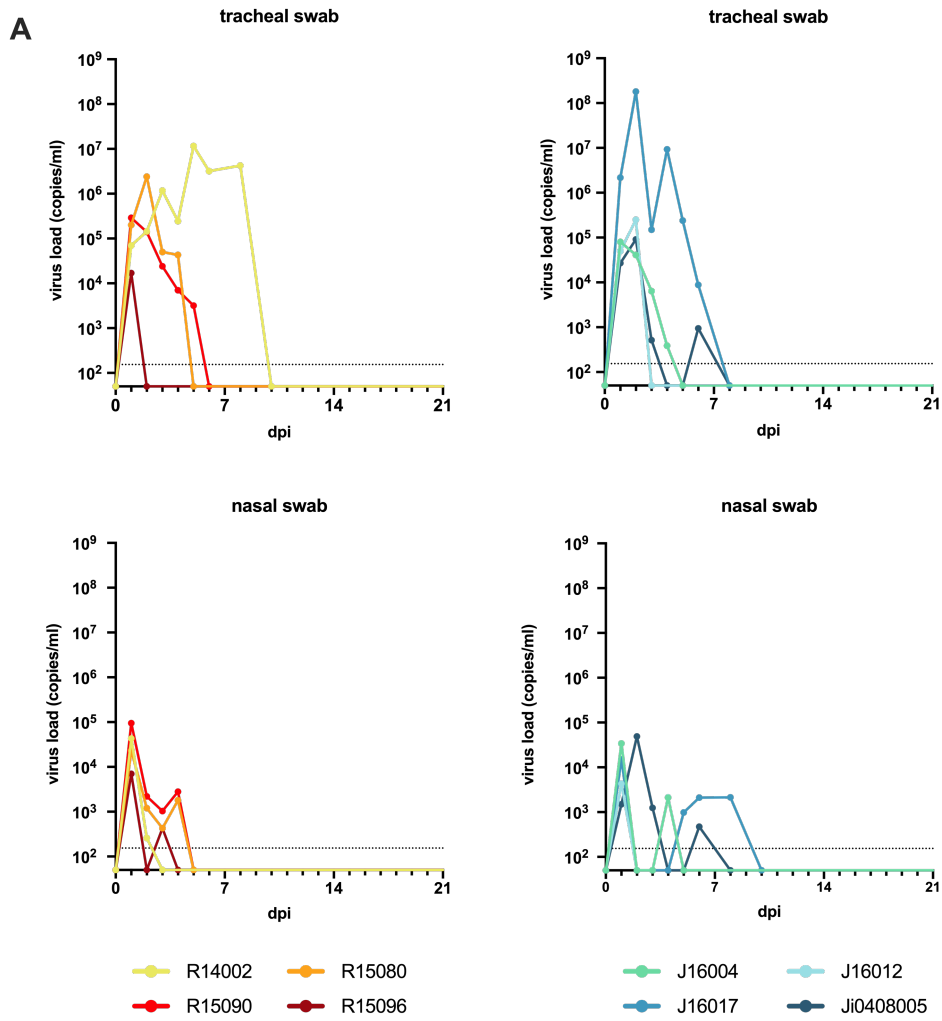 A
tracheal swab
virus load (copies/ml)
10⁹
10⁸
10⁷
10⁶
10⁵
10⁴
10³
10²
0 7 14 21
dpi
tracheal swab
virus load (copies/ml)
10⁹
10⁸
10⁷
10⁶
10⁵
10⁴
10³
10²
0 7 14 21
dpi
nasal swab
virus load (copies/ml)
10⁹
10⁸
10⁷
10⁶
10⁵
10⁴
10³
10²
0 7 14 21
dpi
nasal swab
virus load (copies/ml)
10⁹
10⁸
10⁷
10⁶
10⁵
10⁴
10³
10²
0 7 14 21
dpi
R14002 R15080
R15090 R15096
J16004 J16012
J16017 Ji0408005